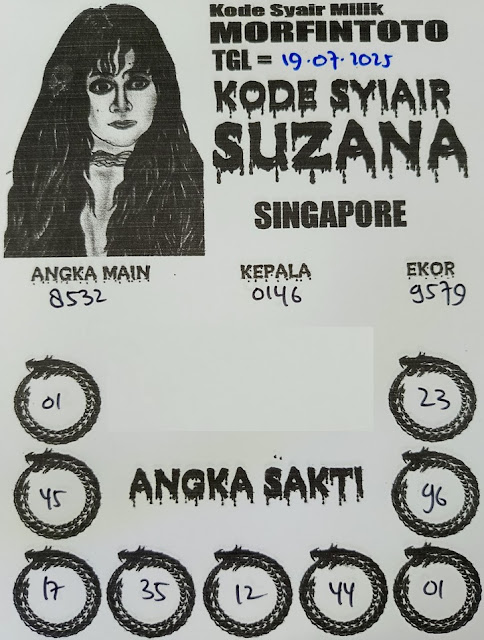 Kode Syair Milik
MORFINTOTO
TGL = 19.07.2025
KODE SYIAIR
SUZANA
SINGAPORE
ANGKA MAIN KEPALA EKOR
8532 0146 9579
01 23
ANGKA SAKTI
45 96
17 35 12 44 01